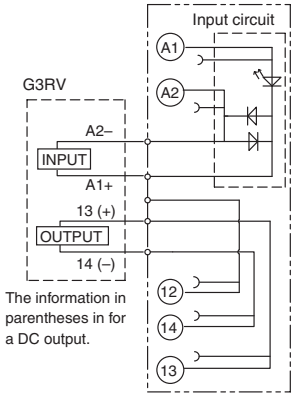 Input circuit
A1
G3RV
A2
A2–
INPUT
A1+
13 (+)
OUTPUT
14 (–)
12
The information in
parentheses in for
a DC output.
14
13